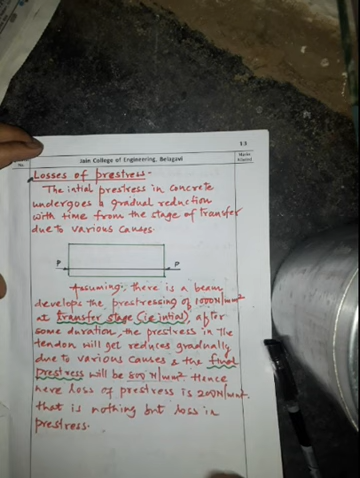 13
Jain College of Engineering, Belagavi
Marks
Allotted
Losses of prestress-
The intial prestress in concrete
undergoes a gradual reduction
with time from the stage of transfer
due to various causes.
P P
Assuming. there is a beam
develops the prestressing of 1000N/mm²
at transfer stage (i.e intial) after
some duration, the prestress in the
tendon will get reduces gradually
due to various causes & the final
prestress will be 800 N/mm². Hence
here loss of prestress is 200N/mm².
that is nothing but loss in
prestress.